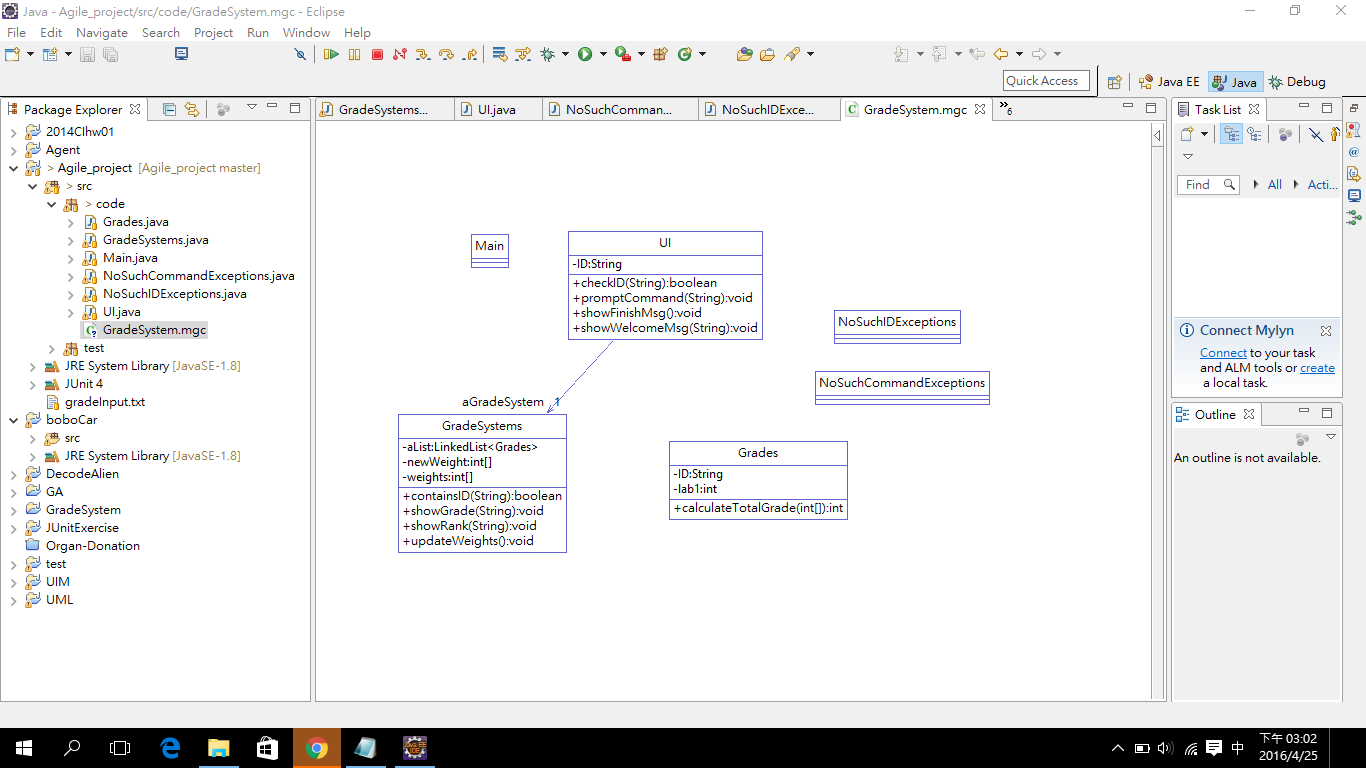 Java - Agile_project/src/code/GradeSystem.mgc - Eclipse
File Edit Navigate Search Project Run Window Help
Quick Access
Java EE
Java
Debug
Package Explorer
2014CIhw01
Agent
> Agile_project [Agile_project master]
> src
> code
Grades.java
GradeSystems.java
Main.java
NoSuchCommandExceptions.java
NoSuchIDExceptions.java
UI.java
GradeSystem.mgc
test
JRE System Library [JavaSE-1.8]
JUnit 4
gradeInput.txt
boboCar
src
JRE System Library [JavaSE-1.8]
DecodeAlien
GA
GradeSystem
JUnitExercise
Organ-Donation
test
UIM
UML
GradeSystems...
UI.java
NoSuchComman...
NoSuchIDExce...
GradeSystem.mgc
»6
Main
UI
-ID:String
+checkID(String):boolean
+promptCommand(String):void
+showFinishMsg():void
+showWelcomeMsg(String):void
aGradeSystem 1
GradeSystems
-aList:LinkedList<Grades>
-newWeight:int[]
-weights:int[]
+containsID(String):boolean
+showGrade(String):void
+showRank(String):void
+updateWeights():void
NoSuchIDExceptions
NoSuchCommandExceptions
Grades
-ID:String
-lab1:int
+calculateTotalGrade(int[]):int
Task List
Find
All
Acti...
Connect Mylyn
Connect to your task
and ALM tools or create
a local task.
Outline
An outline is not available.
中
下午 03:02
2016/4/25